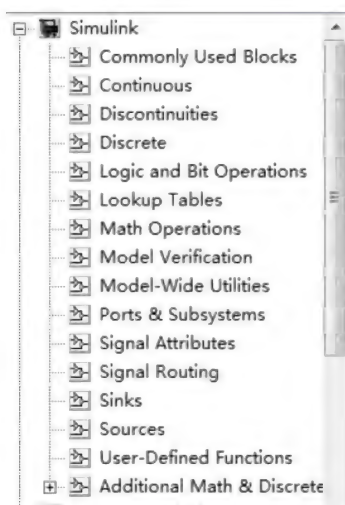 Simulink
Commonly Used Blocks
Continuous
Discontinuities
Discrete
Logic and Bit Operations
Lookup Tables
Math Operations
Model Verification
Model-Wide Utilities
Ports & Subsystems
Signal Attributes
Signal Routing
Sinks
Sources
User-Defined Functions
Additional Math & Discrete